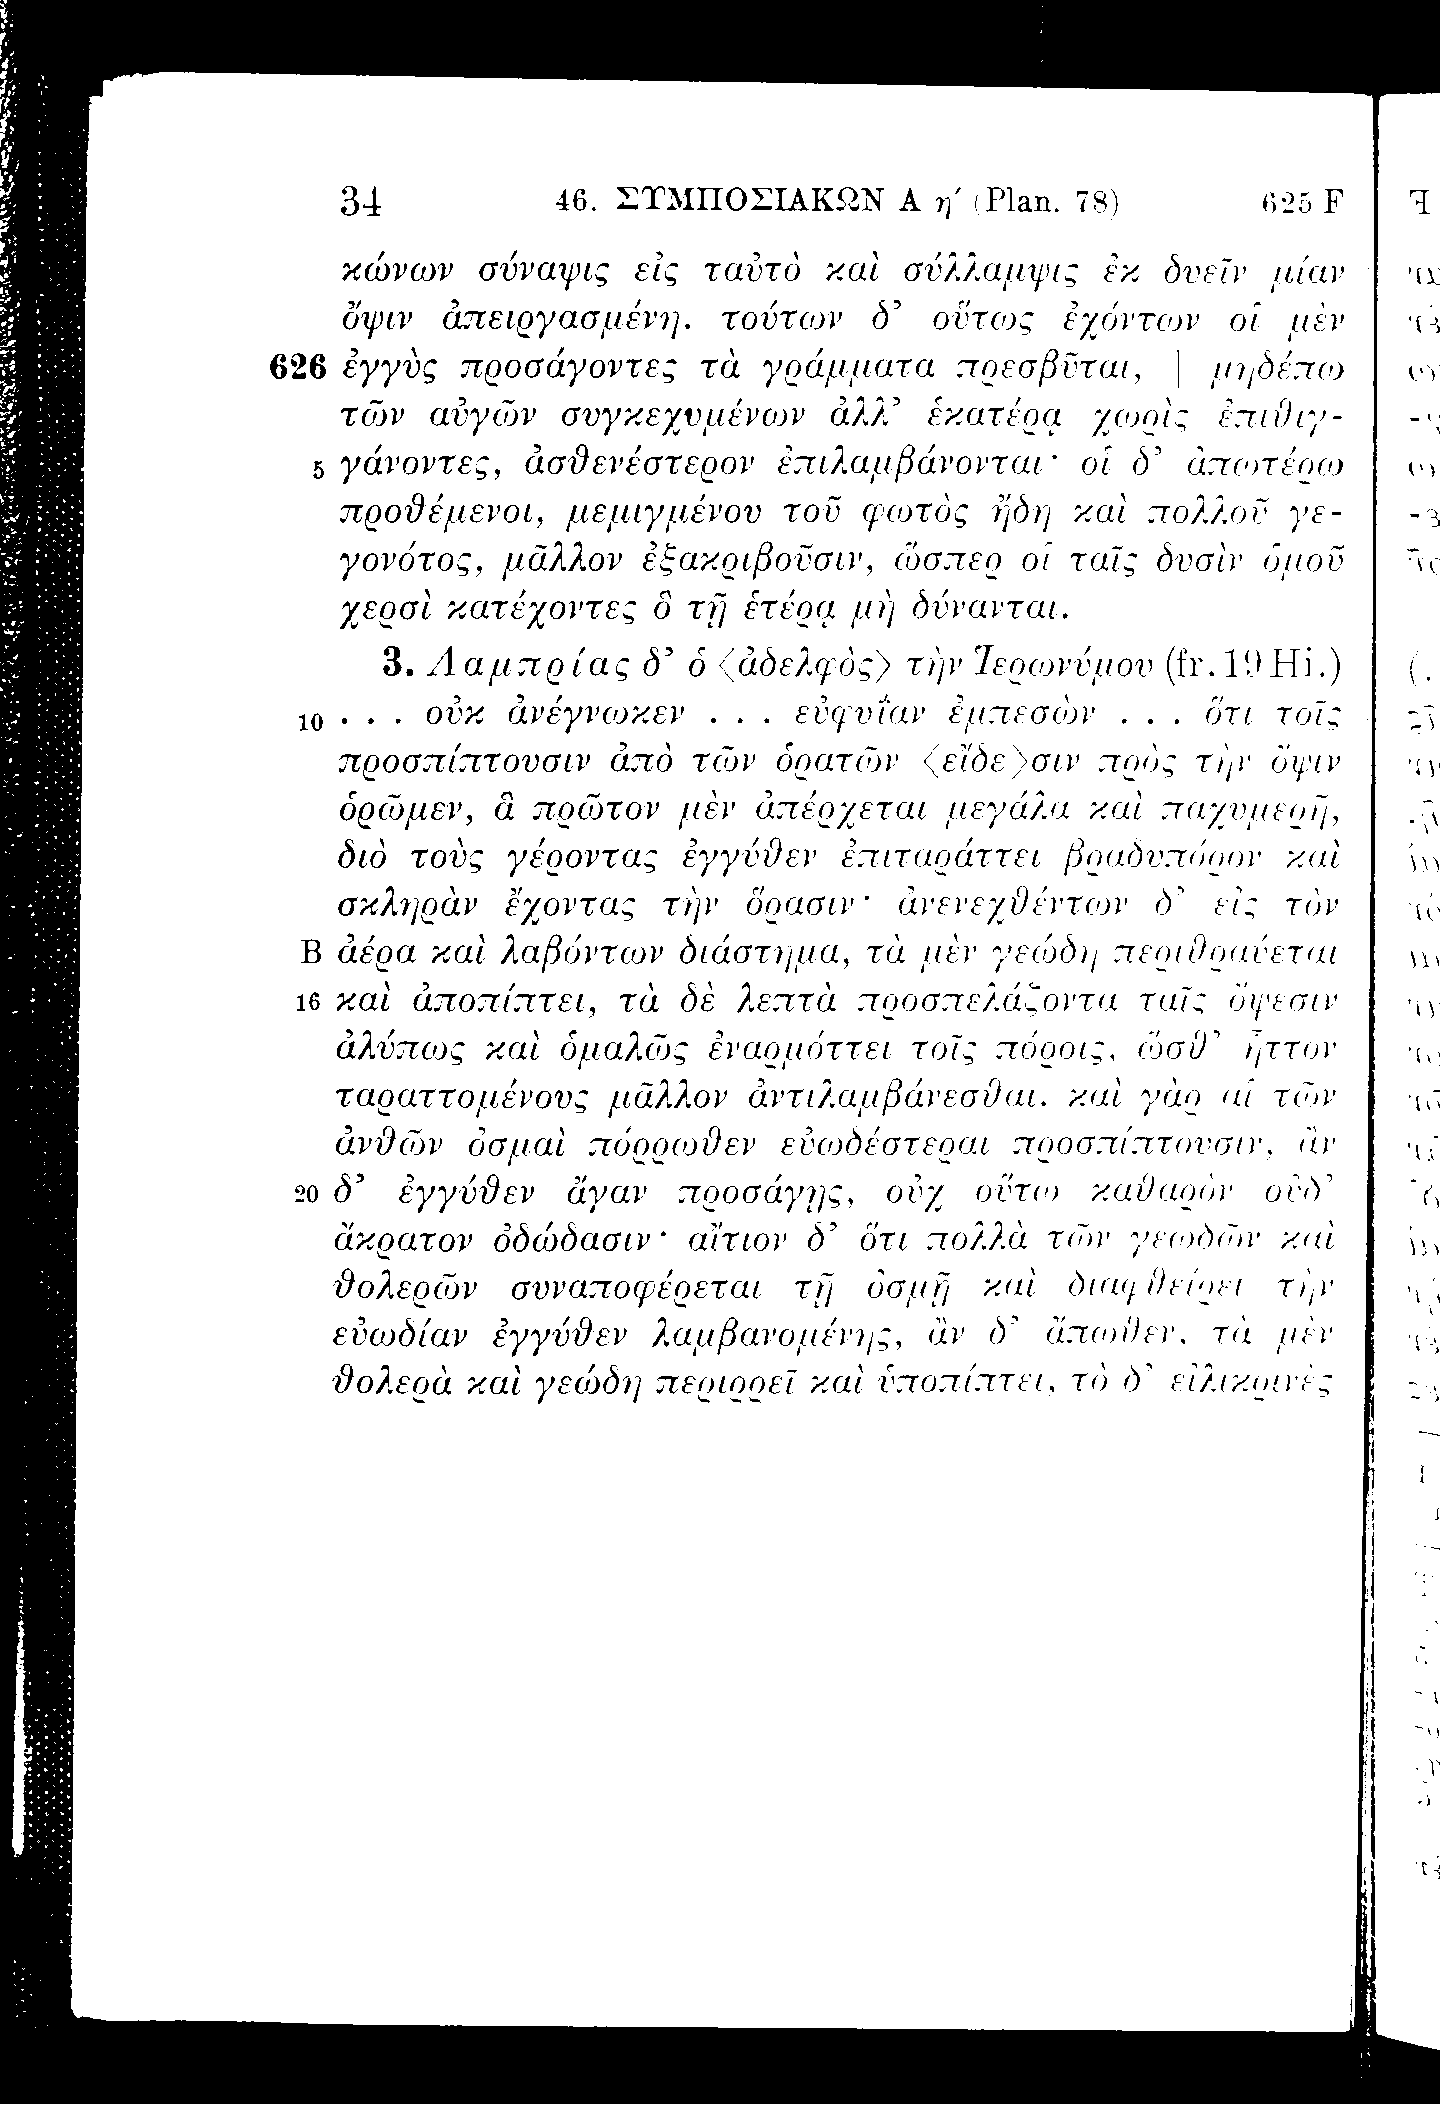 34 46. ΣΥΜΠΟΣΙΑΚΩΝ Α η′ (Plan. 78) 625 F
κώνων σύναψις εἰς ταὐτὸ καὶ σύλλαμψις ἐκ δυεῖν μίαν
ὄψιν ἀπειργασμένη. τούτων δ’ οὕτως ἐχόντων οἱ μὲν
626 ἐγγὺς προσάγοντες τὰ γράμματα πρεσβῦται, | μηδέπω
τῶν αὐγῶν συγκεχυμένων ἀλλ’ ἑκατέρᾳ χωρὶς ἐπιθιγ-
5 γάνοντες, ἀσθενέστερον ἐπιλαμβάνονται· οἱ δ’ ἀπωτέρω
προθέμενοι, μεμιγμένου τοῦ φωτὸς ἤδη καὶ πολλοῦ γε-
γονότος, μᾶλλον ἐξακριβοῦσιν, ὥσπερ οἱ ταῖς δυσὶν ὁμοῦ
χερσὶ κατέχοντες ὃ τῇ ἑτέρᾳ μὴ δύνανται.
3. Λαμπρίας δ’ ὁ ⟨ἀδελφὸς⟩ τὴν Ἱερωνύμου (fr. 19 Hi.)
10 . . . οὐκ ἀνέγνωκεν . . . εὐφυΐαν ἐμπεσὼν . . . ὅτι τοῖς
προσπίπτουσιν ἀπὸ τῶν ὁρατῶν ⟨εἴδε⟩σιν πρὸς τὴν ὄψιν
ὁρῶμεν, ἃ πρῶτον μὲν ἀπέρχεται μεγάλα καὶ παχυμερῆ,
διὸ τοὺς γέροντας ἐγγύθεν ἐπιταράττει βραδυπόρον καὶ
σκληρὰν ἔχοντας τὴν ὅρασιν· ἀνενεχθέντων δ’ εἰς τὸν
B ἀέρα καὶ λαβόντων διάστημα, τὰ μὲν γεώδη περιθραύεται
16 καὶ ἀποπίπτει, τὰ δὲ λεπτὰ προσπελάζοντα ταῖς ὄψεσιν
ἀλύπως καὶ ὁμαλῶς ἐναρμόττει τοῖς πόροις, ὥσθ’ ἧττον
ταραττομένους μᾶλλον ἀντιλαμβάνεσθαι. καὶ γὰρ αἱ τῶν
ἀνθῶν ὀσμαὶ πόρρωθεν εὐωδέστεραι προσπίπτουσιν, ἂν
20 δ’ ἐγγύθεν ἄγαν προσάγῃς, οὐχ οὕτω καθαρὸν οὐδ’
ἄκρατον ὀδώδασιν· αἴτιον δ’ ὅτι πολλὰ τῶν γεωδῶν καὶ
θολερῶν συναποφέρεται τῇ ὀσμῇ καὶ διαφθείρει τὴν
εὐωδίαν ἐγγύθεν λαμβανομένης, ἂν δ’ ἄπωθεν, τὰ μὲν
θολερὰ καὶ γεώδη περιρρεῖ καὶ ὑποπίπτει, τὸ δ’ εἰλικρινὲς